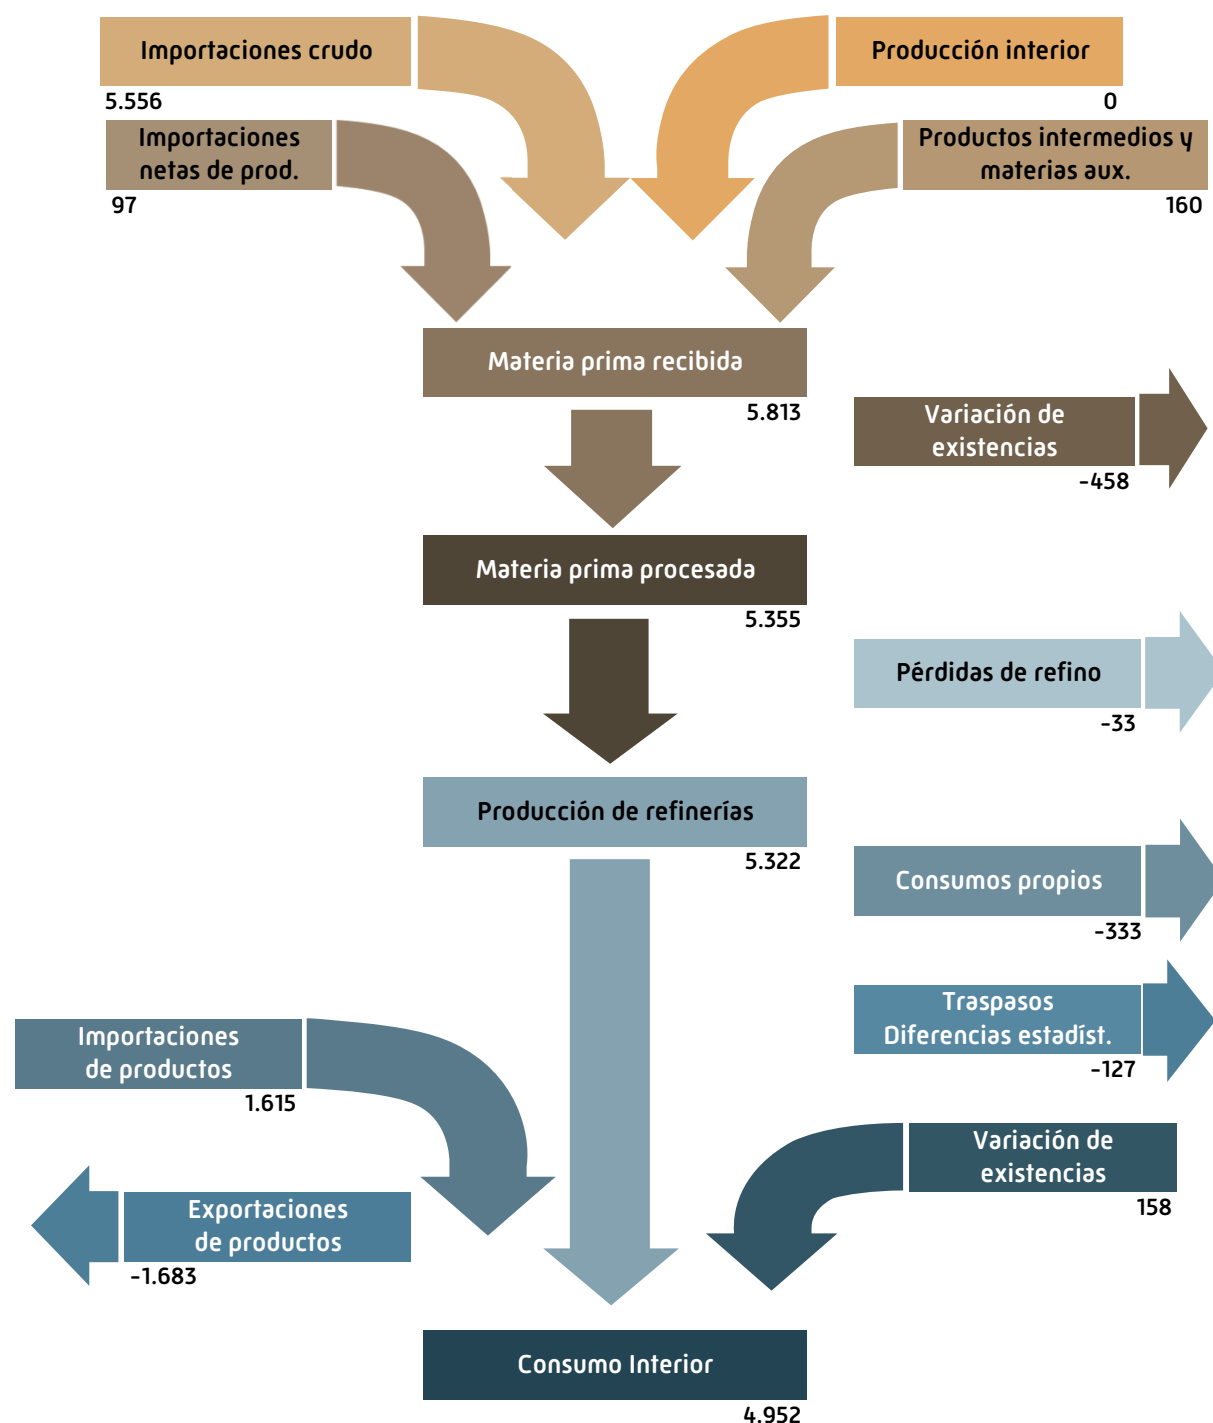 Importaciones crudo
5.556
Producción interior
0
Importaciones
netas de prod.
97
Productos intermedios y
materias aux.
160
Materia prima recibida
5.813
Variación de
existencias
-458
Materia prima procesada
5.355
Pérdidas de refino
-33
Producción de refinerías
5.322
Consumos propios
-333
Traspasos
Diferencias estadíst.
-127
Importaciones
de productos
1.615
Variación de
existencias
158
Exportaciones
de productos
-1.683
Consumo Interior
4.952